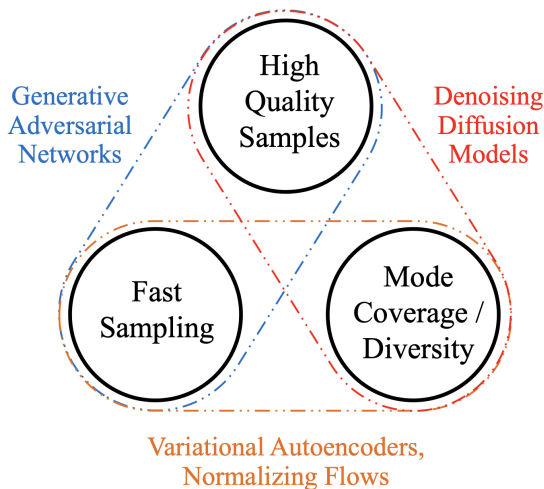 High
Quality
Samples
Generative
Adversarial
Networks
Denoising
Diffusion
Models
Fast
Sampling
Mode
Coverage /
Diversity
Variational Autoencoders,
Normalizing Flows